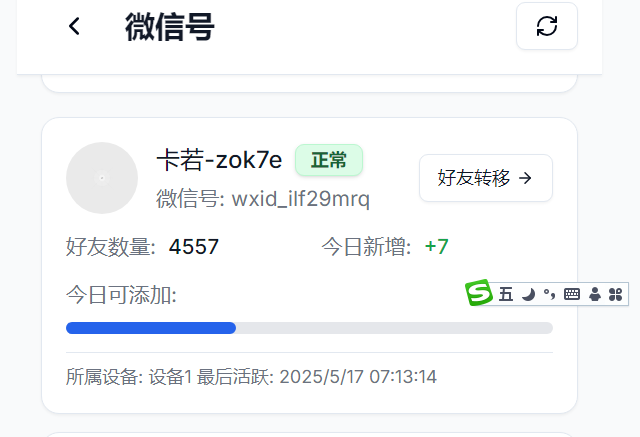 微信号
卡若-zok7e 正常
微信号: wxid_ilf29mrq
好友转移 →
好友数量: 4557 今日新增: +7
今日可添加:
S 五
所属设备: 设备1 最后活跃: 2025/5/17 07:13:14